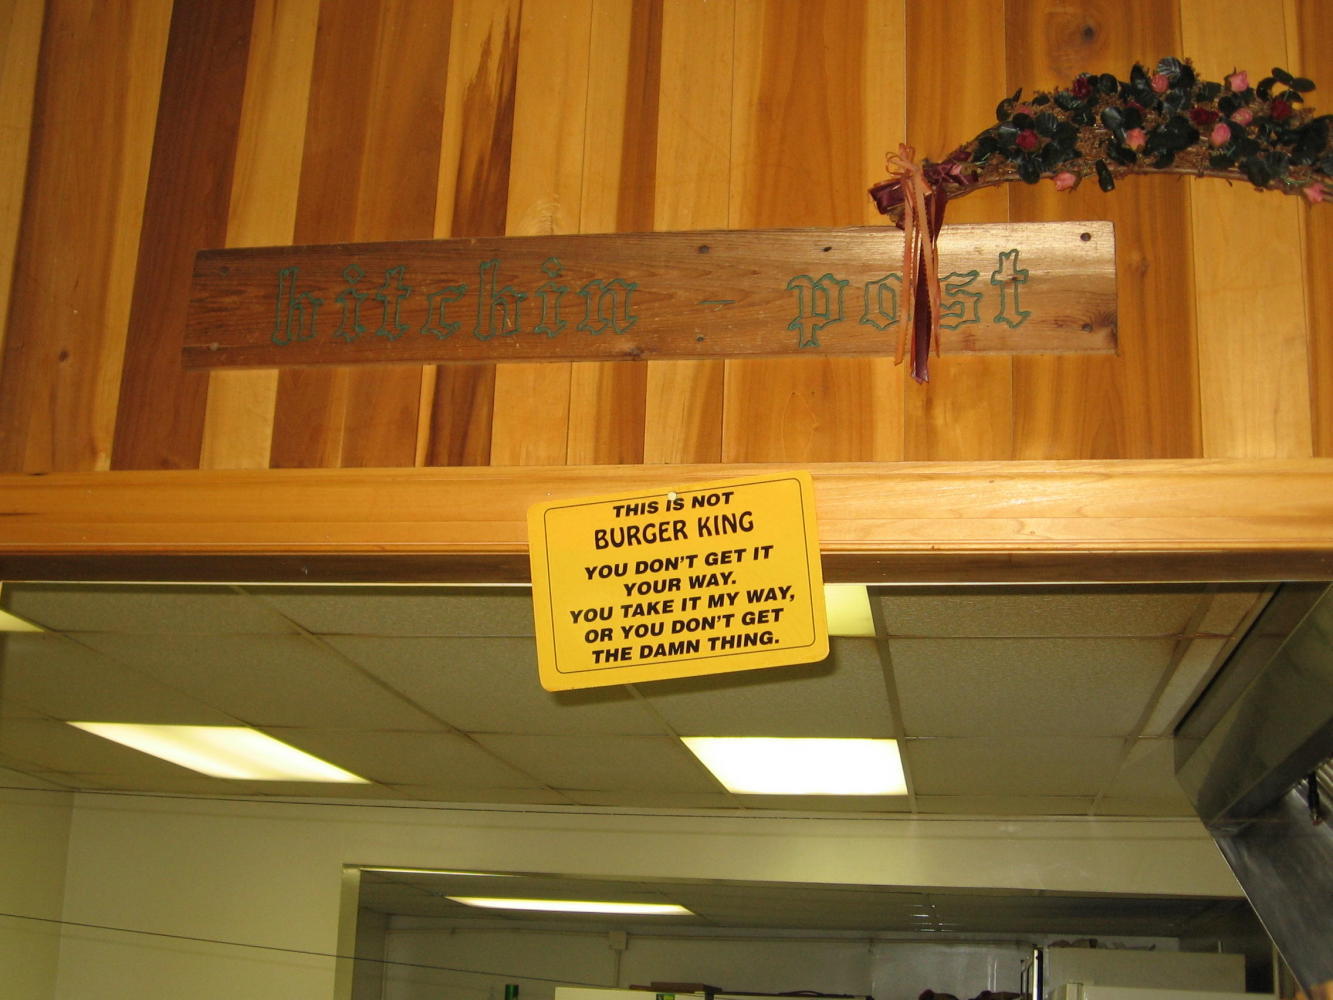 hitchin - post
THIS IS NOT
BURGER KING
YOU DON'T GET IT
YOUR WAY.
YOU TAKE IT MY WAY,
OR YOU DON'T GET
THE DAMN THING.